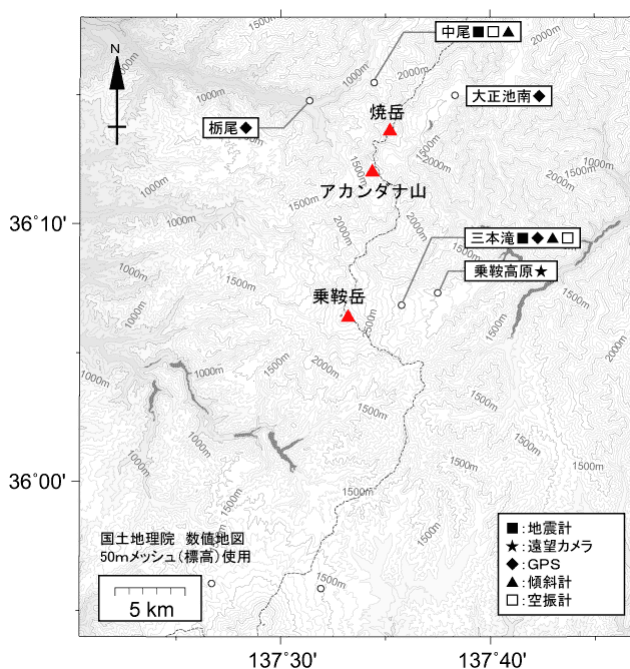 中尾■□▲
N
大正池南◆
焼岳
栃尾◆
アカンダナ山
36°10'
三本滝■◆▲□
乗鞍高原★
乗鞍岳
36°00'
国土地理院 数値地図
50mメッシュ(標高)使用
5 km
■:地震計
★:遠望カメラ
◆:GPS
▲:傾斜計
□:空振計
137°30'
137°40'
2000m
1500m
1000m